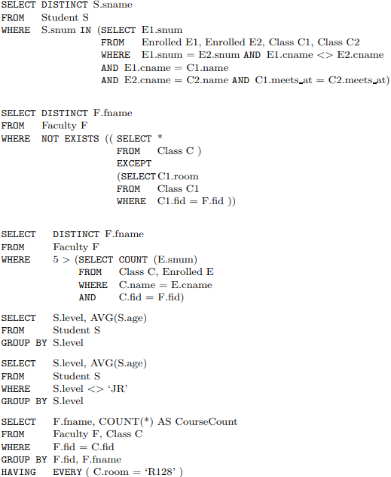 SELECT DISTINCT S.sname
FROM Student S
WHERE S.snum IN (SELECT E1.snum
FROM Enrolled E1, Enrolled E2, Class C1, Class C2
WHERE E1.snum = E2.snum AND E1.cname <> E2.cname
AND E1.cname = C1.name
AND E2.cname = C2.name AND C1.meets_at = C2.meets_at)
SELECT DISTINCT F.fname
FROM Faculty F
WHERE NOT EXISTS (( SELECT *
FROM Class C )
EXCEPT
(SELECT C1.room
FROM Class C1
WHERE C1.fid = F.fid ))
SELECT DISTINCT F.fname
FROM Faculty F
WHERE 5 > (SELECT COUNT (E.snum)
FROM Class C, Enrolled E
WHERE C.name = E.cname
AND C.fid = F.fid)
SELECT S.level, AVG(S.age)
FROM Student S
GROUP BY S.level
SELECT S.level, AVG(S.age)
FROM Student S
WHERE S.level <> ‘JR’
GROUP BY S.level
SELECT F.fname, COUNT(*) AS CourseCount
FROM Faculty F, Class C
WHERE F.fid = C.fid
GROUP BY F.fid, F.fname
HAVING EVERY ( C.room = ‘R128’ )